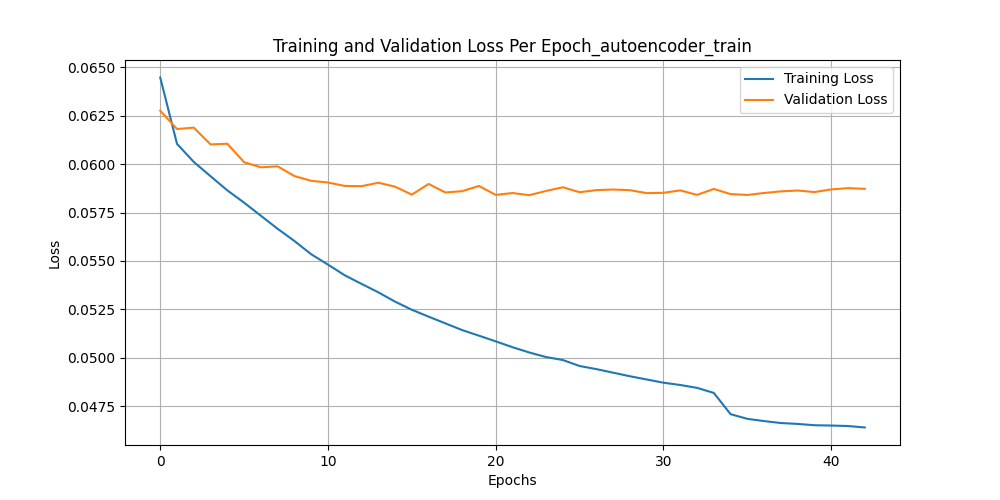 Training and Validation Loss Per Epoch_autoencoder_train
Training Loss
Validation Loss
0.0650
0.0625
0.0600
0.0575
0.0550
0.0525
0.0500
0.0475
Loss
0
10
20
30
40
Epochs